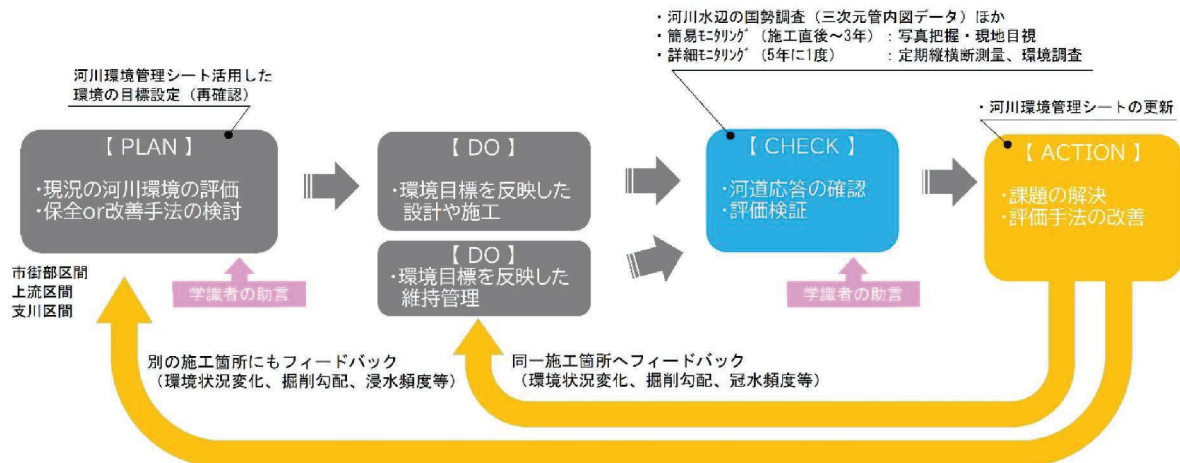 ・河川水辺の国勢調査（三次元管内図データ）ほか
・簡易ﾓﾆﾀﾘﾝｸﾞ（施工直後～3年）：写真把握・現地目視
・詳細ﾓﾆﾀﾘﾝｸﾞ（5年に1度）：定期縦横断測量、環境調査
河川環境管理シート活用した
環境の目標設定（再確認）
・河川環境管理シートの更新
【 PLAN 】
・現況の河川環境の評価
・保全or改善手法の検討
【 DO 】
・環境目標を反映した
設計や施工
【 DO 】
・環境目標を反映した
維持管理
【 CHECK 】
・河道応答の確認
・評価検証
【 ACTION 】
・課題の解決
・評価手法の改善
市街部区間
上流区間
支川区間
学識者の助言
学識者の助言
別の施工箇所にもフィードバック
（環境状況変化、掘削勾配、浸水頻度等）
同一施工箇所へフィードバック
（環境状況変化、掘削勾配、冠水頻度等）